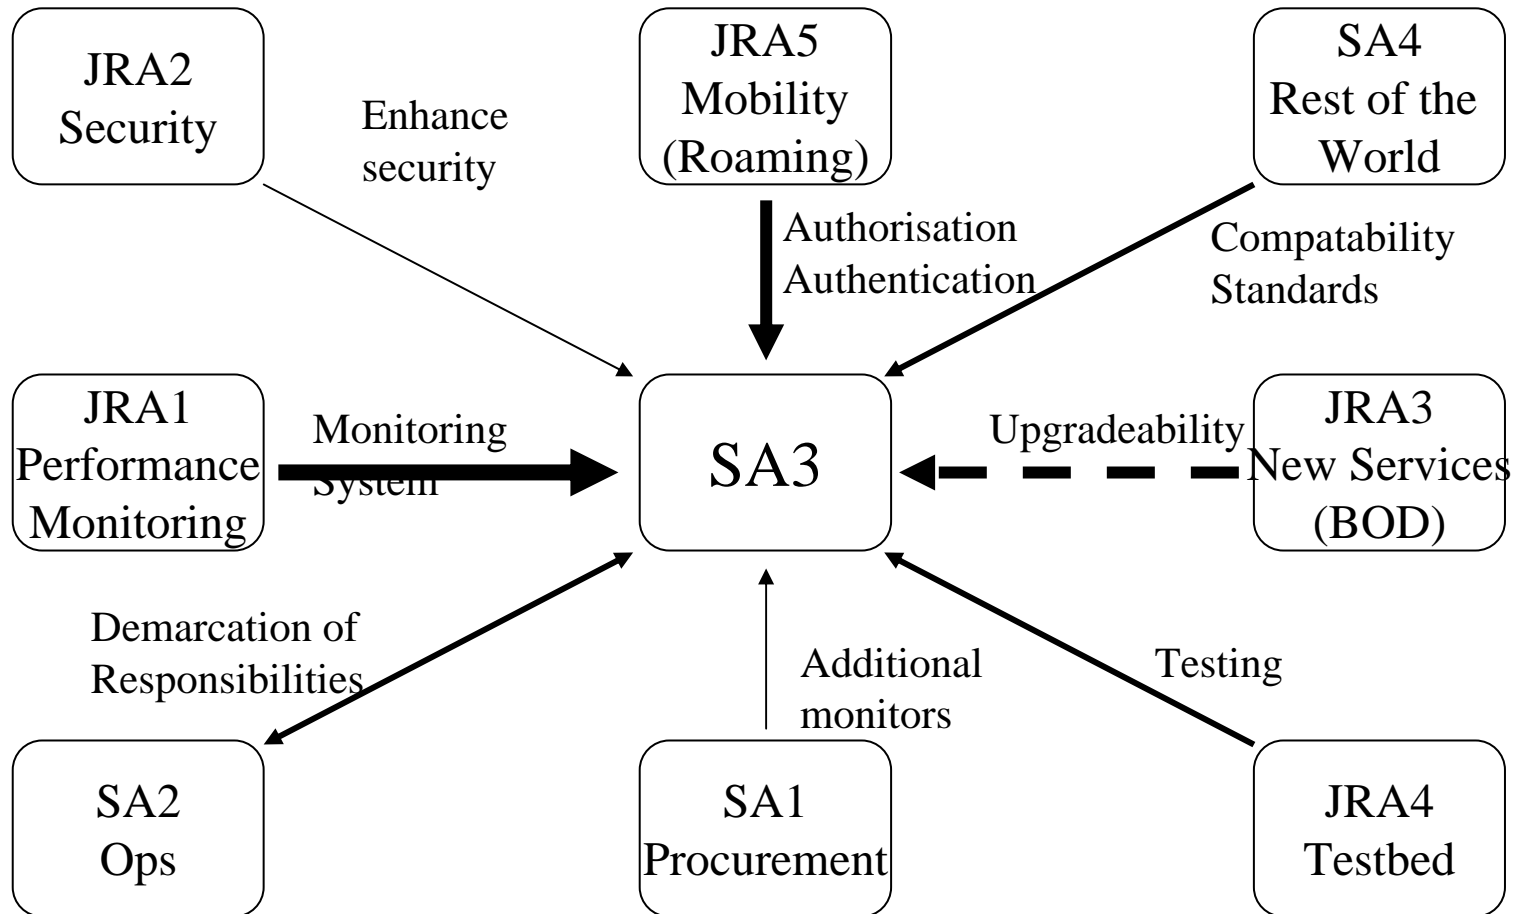 JRA2
Security
Enhance
security
JRA5
Mobility
(Roaming)
SA4
Rest of the
World
Authorisation
Authentication
Compatability
Standards
JRA1
Performance
Monitoring
Monitoring
System
SA3
Upgradeability
JRA3
New Services
(BOD)
Demarcation of
Responsibilities
Additional
monitors
Testing
SA2
Ops
SA1
Procurement
JRA4
Testbed